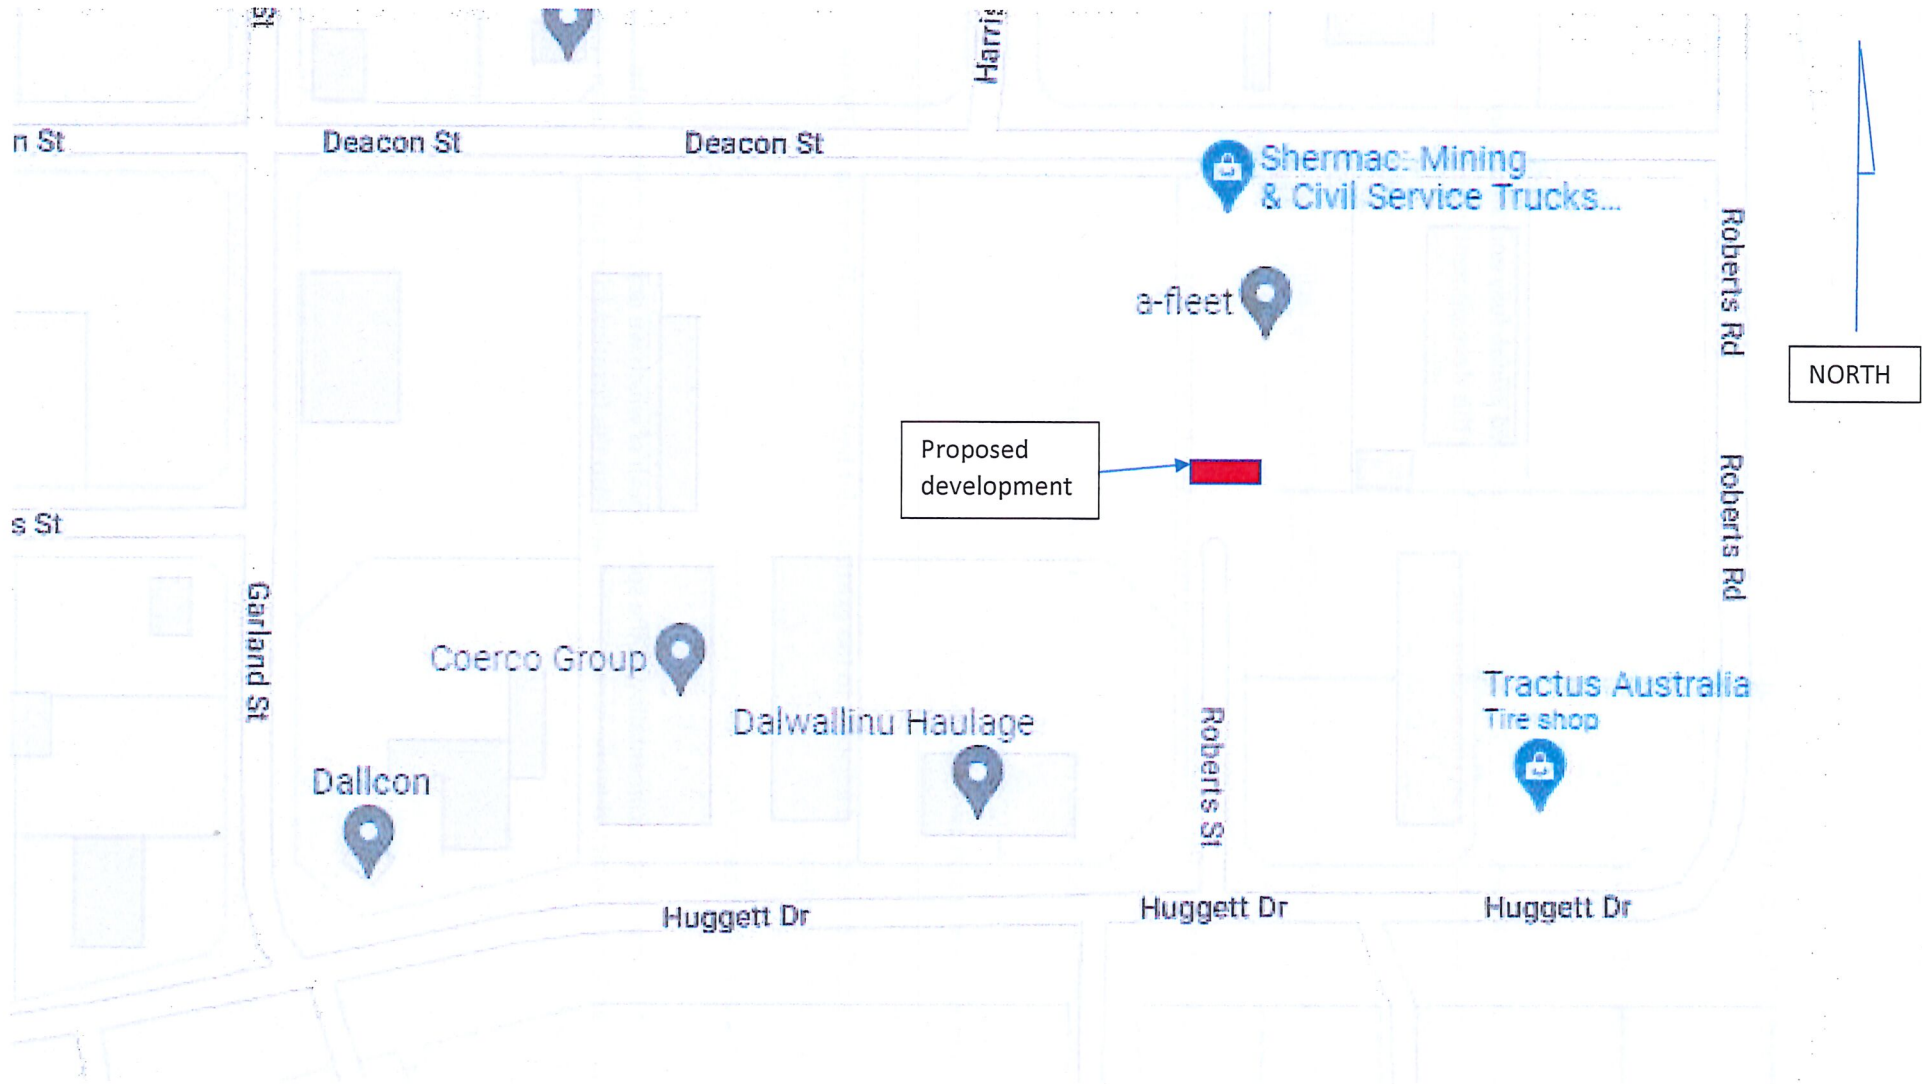 St
Harris
n St
Deacon St
Deacon St
Shermac: Mining
& Civil Service Trucks...
Roberts Rd
a-fleet
NORTH
Proposed
development
Roberts Rd
s St
Garland St
Coerco Group
Tractus Australia
Tire shop
Dalwallinu Haulage
Roberts St
Dallcon
Huggett Dr
Huggett Dr
Huggett Dr